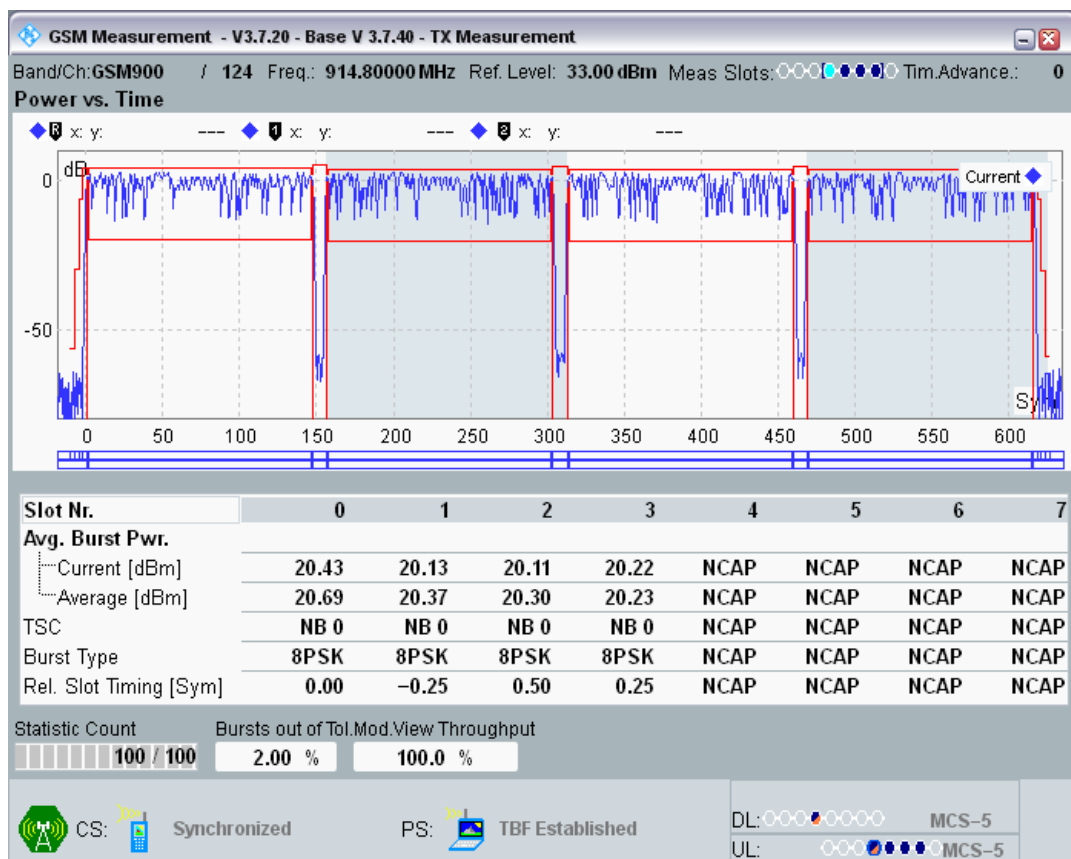 GSM Measurement - V3.7.20 - Base V 3.7.40 - TX Measurement
Band/Ch:GSM900 / 124 Freq.: 914.80000 MHz Ref. Level: 33.00 dBm Meas Slots: Tim.Advance.: 0
Power vs. Time
R x: y: --- 1 x: y: --- 2 x: y: ---
dB
Current
0
-50
0 50 100 150 200 250 300 350 400 450 500 550 600
Slot Nr. 0 1 2 3 4 5 6 7
Avg. Burst Pwr.
Current [dBm] 20.43 20.13 20.11 20.22 NCAP NCAP NCAP NCAP
Average [dBm] 20.69 20.37 20.30 20.23 NCAP NCAP NCAP NCAP
TSC NB 0 NB 0 NB 0 NB 0 NCAP NCAP NCAP NCAP
Burst Type 8PSK 8PSK 8PSK 8PSK NCAP NCAP NCAP NCAP
Rel. Slot Timing [Sym] 0.00 −0.25 0.50 0.25 NCAP NCAP NCAP NCAP
Statistic Count Bursts out of Tol.Mod.View Throughput
100 / 100 2.00 % 100.0 %
CS: Synchronized PS: TBF Established DL: MCS−5
UL: MCS−5